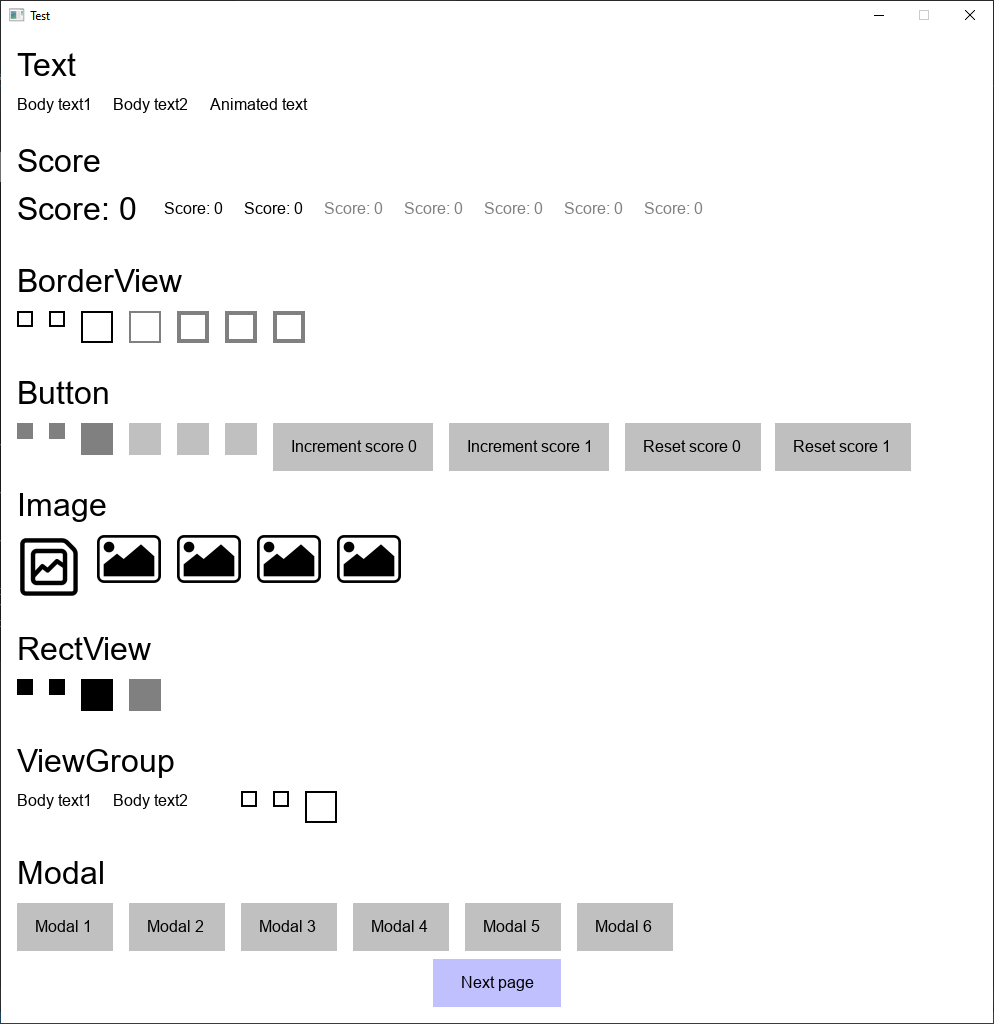 Test
Text
Body text1 Body text2 Animated text
Score
Score: 0 Score: 0 Score: 0 Score: 0 Score: 0 Score: 0 Score: 0 Score: 0
BorderView
Button
Increment score 0 Increment score 1 Reset score 0 Reset score 1
Image
RectView
ViewGroup
Body text1 Body text2
Modal
Modal 1 Modal 2 Modal 3 Modal 4 Modal 5 Modal 6
Next page